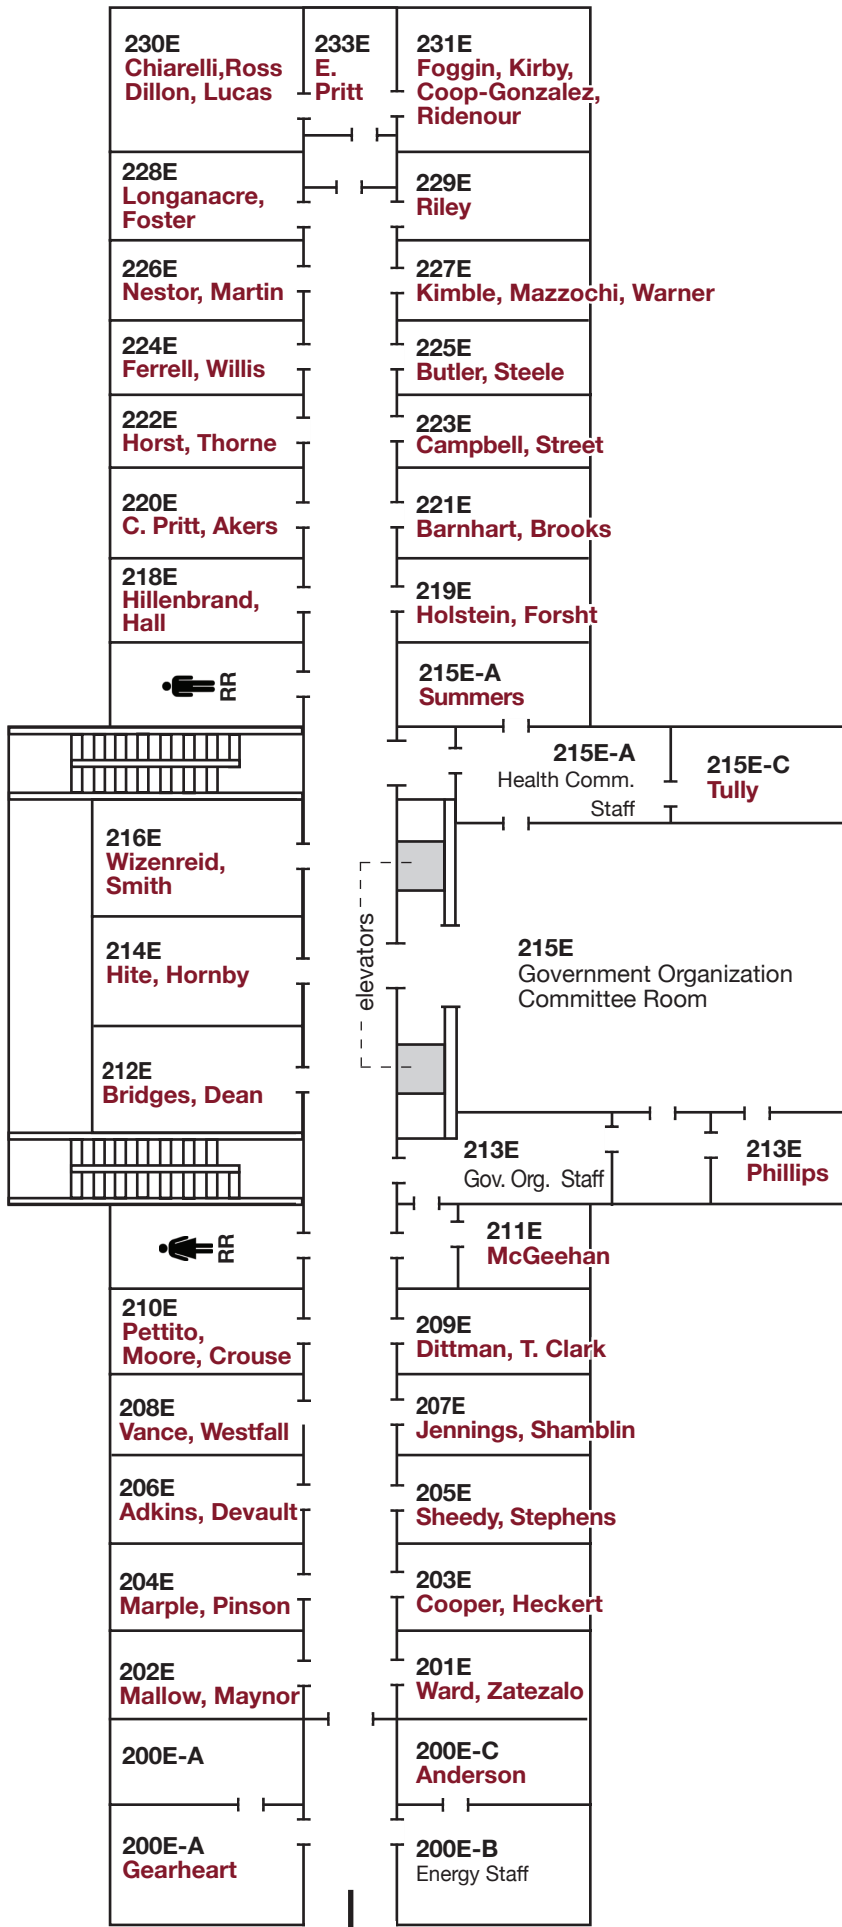 230E
Chiarelli,Ross
Dillon, Lucas
233E
E.
Pritt
231E
Foggin, Kirby,
Coop-Gonzalez,
Ridenour
228E
Longanacre,
Foster
229E
Riley
226E
Nestor, Martin
227E
Kimble, Mazzochi, Warner
224E
Ferrell, Willis
225E
Butler, Steele
222E
Horst, Thorne
223E
Campbell, Street
220E
C. Pritt, Akers
221E
Barnhart, Brooks
218E
Hillenbrand,
Hall
219E
Holstein, Forsht
RR
215E-A
Summers
215E-A
Health Comm.
Staff
215E-C
Tully
216E
Wizenreid,
Smith
214E
Hite, Hornby
elevators
215E
Government Organization
Committee Room
212E
Bridges, Dean
213E
Gov. Org. Staff
213E
Phillips
RR
211E
McGeehan
210E
Pettito,
Moore, Crouse
209E
Dittman, T. Clark
208E
Vance, Westfall
207E
Jennings, Shamblin
206E
Adkins, Devault
205E
Sheedy, Stephens
204E
Marple, Pinson
203E
Cooper, Heckert
202E
Mallow, Maynor
201E
Ward, Zatezalo
200E-A
200E-C
Anderson
200E-A
Gearheart
200E-B
Energy Staff